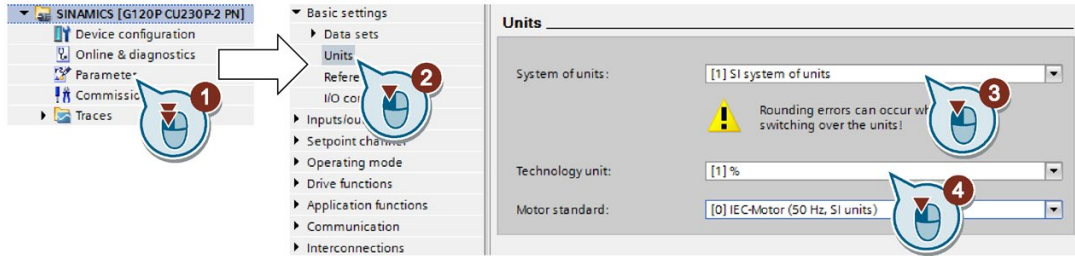 SINAMICS [G120P CU230P-2 PN]
Device configuration
Online & diagnostics
Parameter
Commissio
Traces
1
Basic settings
Data sets
Units
Refere
I/O co
Inputs/ou
Setpoint channel
Operating mode
Drive functions
Application functions
Communication
Interconnections
2
Units
System of units:
[1] SI system of units
Rounding errors can occur wh
switching over the units!
3
Technology unit:
[1] %
4
Motor standard:
[0] IEC-Motor (50 Hz, SI units)